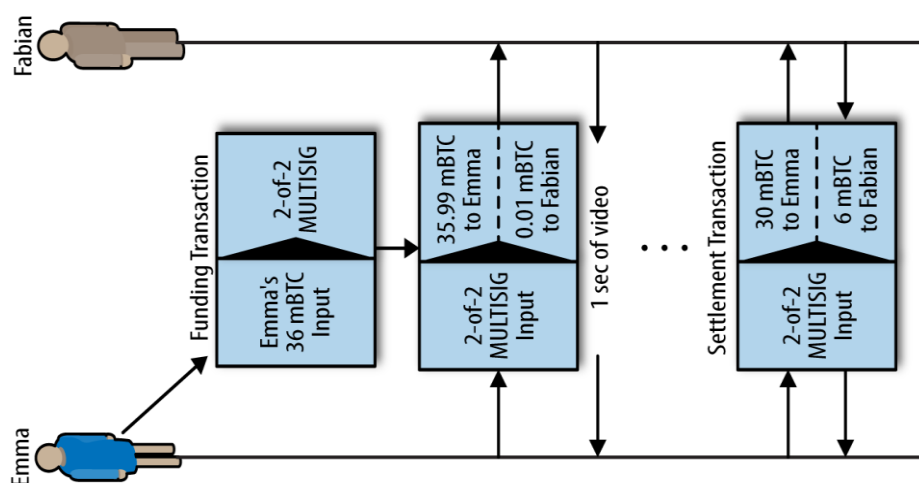 Emma
Fabian
Funding Transaction
Emma's
36 mBTC
Input
2-of-2
MULTISIG
2-of-2
MULTISIG
Input
35.99 mBTC
to Emma
0.01 mBTC
to Fabian
1 sec of video
Settlement Transaction
2-of-2
MULTISIG
Input
30 mBTC
to Emma
6 mBTC
to Fabian